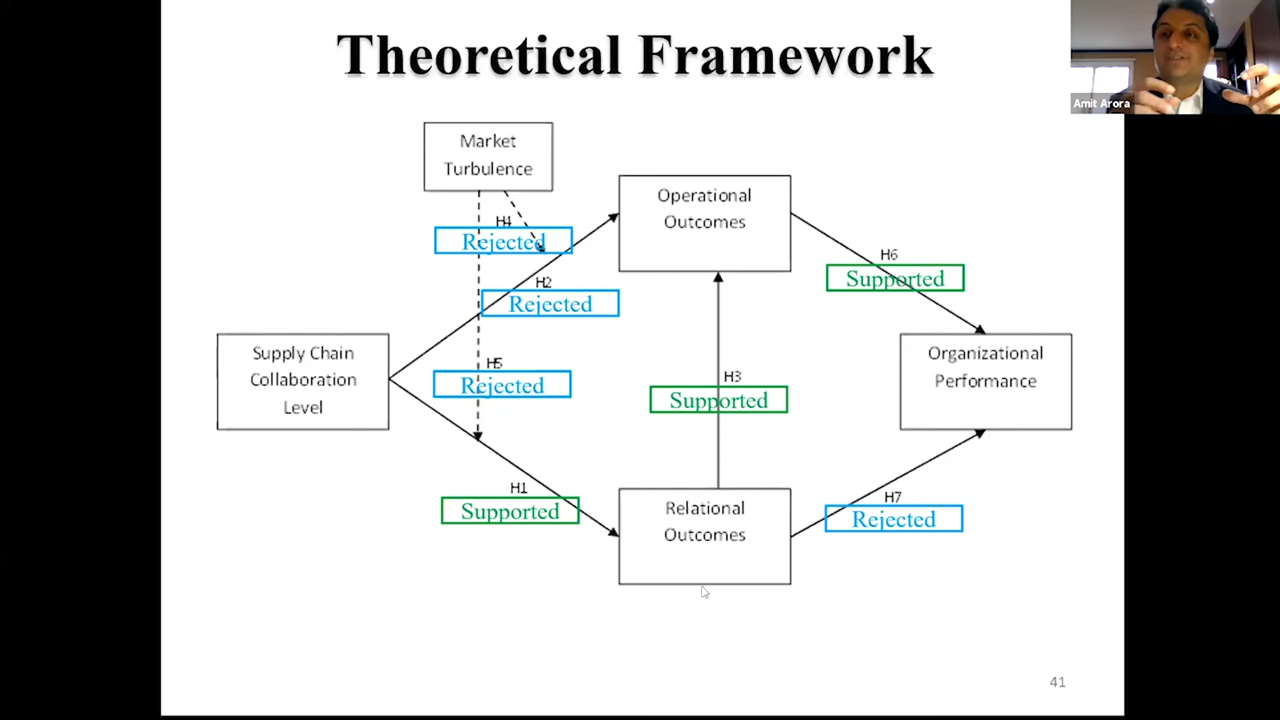 Theoretical Framework
Amit Arora
Market
Turbulence
Operational
Outcomes
H4
Rejected
H6
Supported
H2
Rejected
Supply Chain
Collaboration
Level
H5
Rejected
H3
Supported
Organizational
Performance
H1
Supported
Relational
Outcomes
H7
Rejected
41